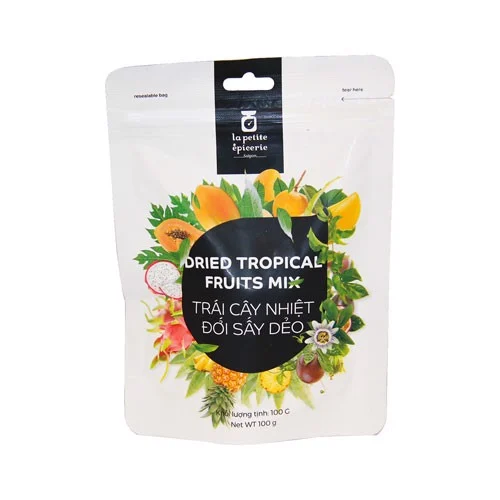 resealable bag
tear here
la petite
épicerie
Saigon
DRIED TROPICAL
FRUITS MIX
TRÁI CÂY NHIỆT
ĐỚI SẤY DẺO
Khối lượng tịnh: 100 G
Net WT 100 g